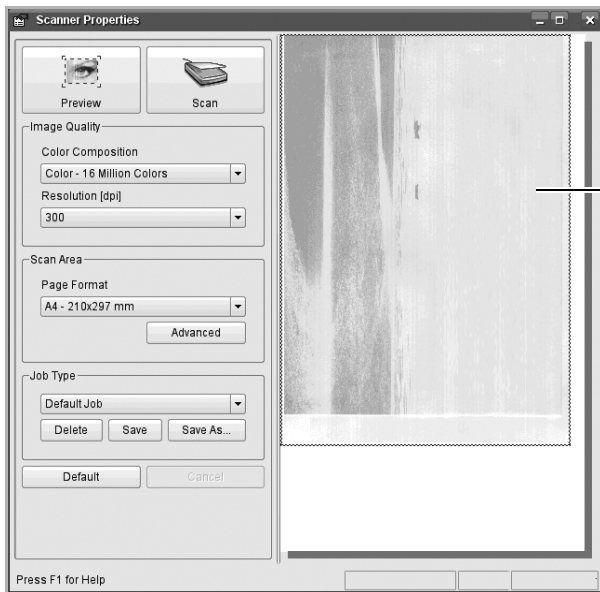 Scanner Properties
Preview
Scan
Image Quality
Color Composition
Color - 16 Million Colors
Resolution [dpi]
300
Scan Area
Page Format
A4 - 210x297 mm
Advanced
Job Type
Default Job
Delete
Save
Save As...
Default
Cancel
Press F1 for Help